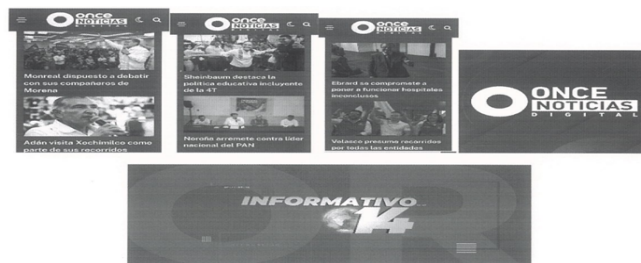 ONCE
NOTICIAS
DIGITAL
Monreal dispuesto a debatir
con sus compañeros de
Morena
Adán visita Xochimilco como
parte de sus recorridos
ONCE
NOTICIAS
DIGITAL
Sheinbaum destaca la
política educativa incluyente
de la 4T
Noroña arremete contra líder
nacional del PAN
ONCE
NOTICIAS
DIGITAL
Ebrard se compromete a
poner a funcionar hospitales
inconclusos
Velasco presume recorridos
por todas las entidades
ONCE
NOTICIAS
DIGITAL
INFORMATIVO
14